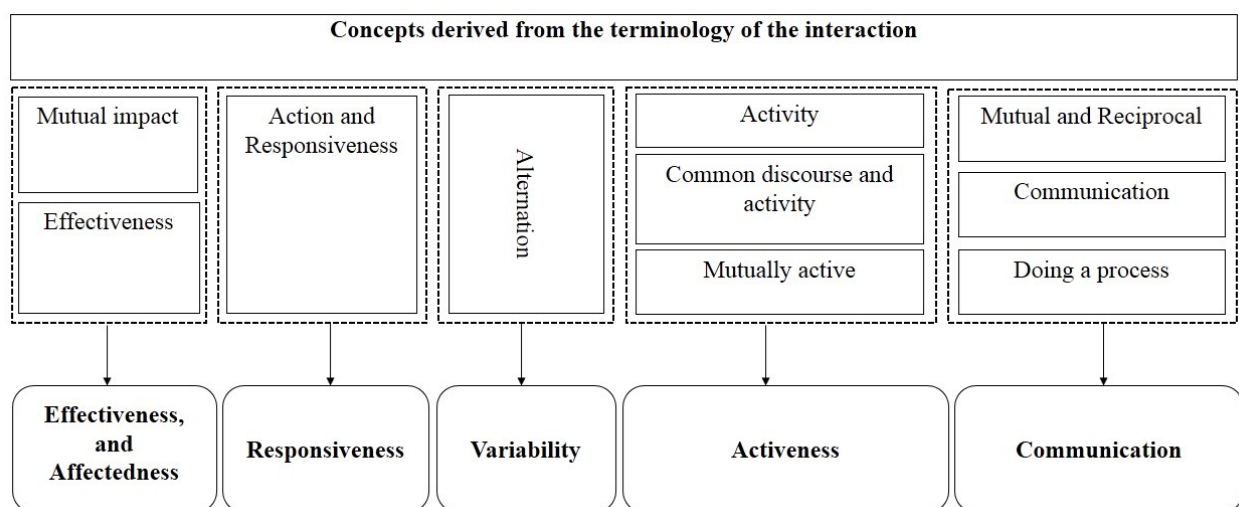 Concepts derived from the terminology of the interaction
Mutual impact
Effectiveness
Action and
Responsiveness
Alternation
Activity
Common discourse and
activity
Mutually active
Mutual and Reciprocal
Communication
Doing a process
Effectiveness,
and
Affectedness
Responsiveness
Variability
Activeness
Communication